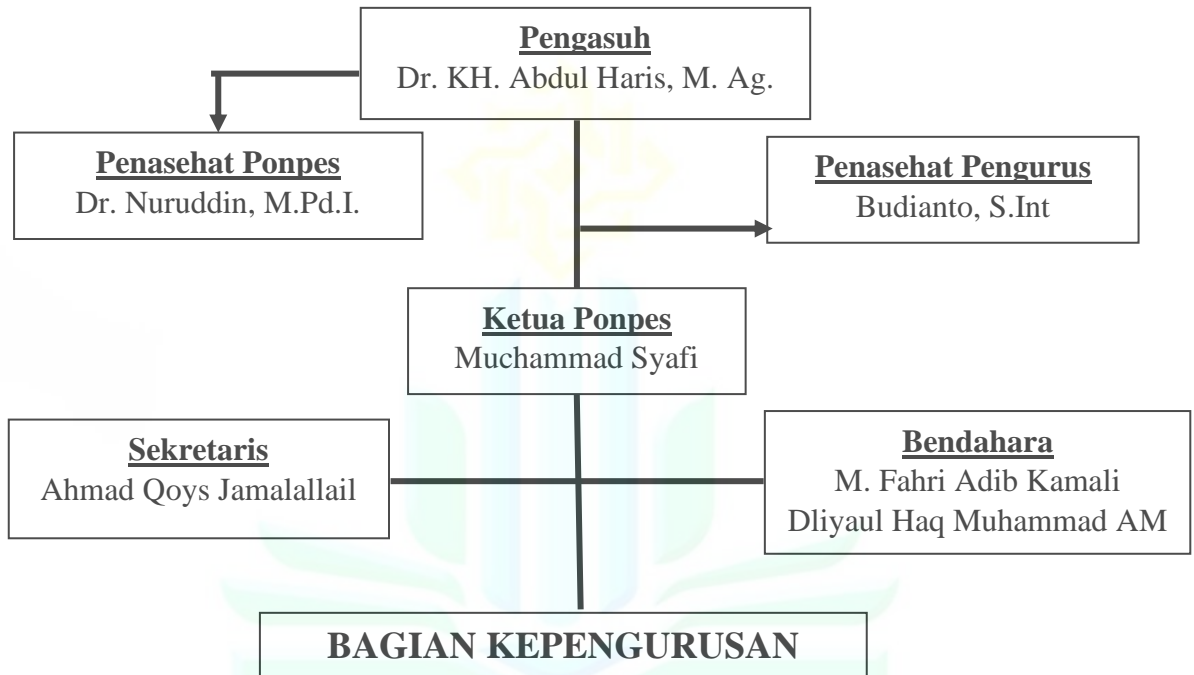 Pengasuh
Dr. KH. Abdul Haris, M. Ag.
Penasehat Ponpes
Dr. Nuruddin, M.Pd.I.
Penasehat Pengurus
Budianto, S.Int
Ketua Ponpes
Muchammad Syafi
Sekretaris
Ahmad Qoys Jamalallail
Bendahara
M. Fahri Adib Kamali
Dliyaul Haq Muhammad AM
BAGIAN KEPENGURUSAN